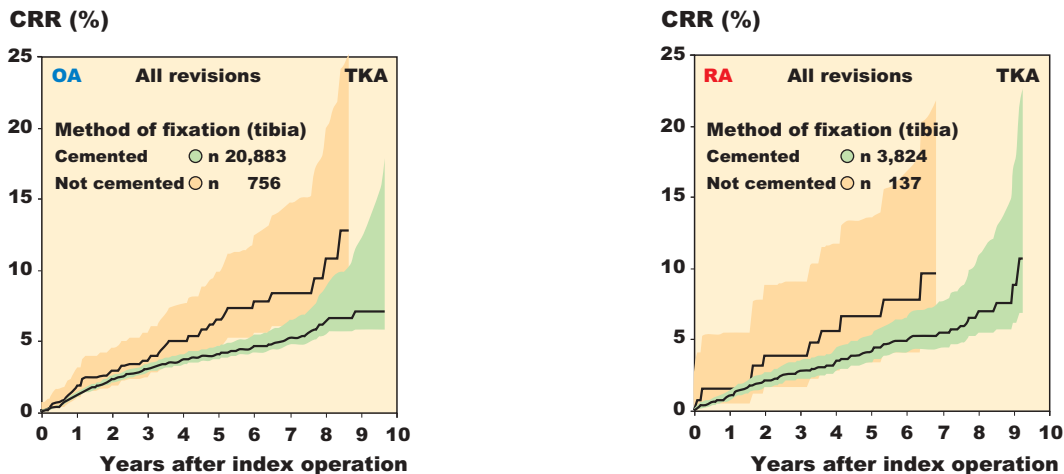 CRR (%)
OA All revisions TKA
Method of fixation (tibia)
Cemented n 20,883
Not cemented n 756
25
20
15
10
5
0
0 1 2 3 4 5 6 7 8 9 10
Years after index operation
CRR (%)
RA All revisions TKA
Method of fixation (tibia)
Cemented n 3,824
Not cemented n 137
25
20
15
10
5
0
0 1 2 3 4 5 6 7 8 9 10
Years after index operation